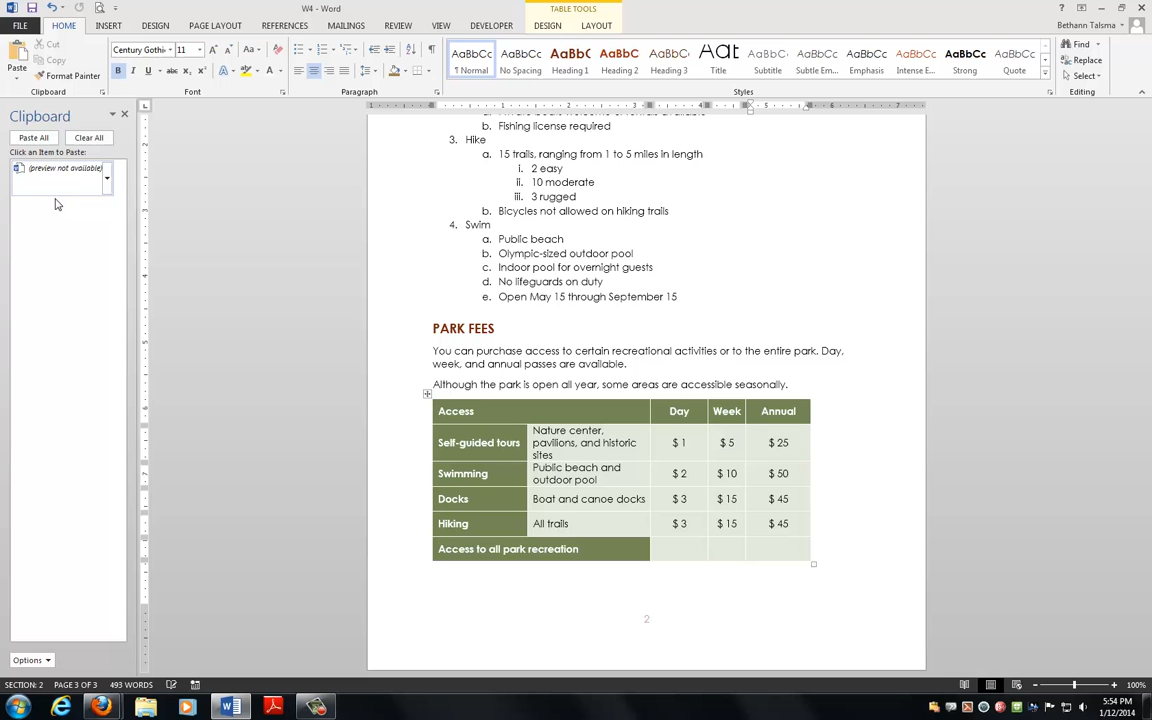 W4 - Word
TABLE TOOLS
Bethann Talsma
FILE HOME INSERT DESIGN PAGE LAYOUT REFERENCES MAILINGS REVIEW VIEW DEVELOPER DESIGN LAYOUT
Paste
Cut
Copy
Format Painter
Century Gothi 11
AaBbCc ¶ Normal
AaBbCc No Spacing
AaBbC Heading 1
AaBbCc Heading 2
AaBbCc Heading 3
AaBt Title
AaBbCc Subtitle
AaBbCc Subtle Em...
AaBbCc Emphasis
AaBbCc Intense E...
AaBbCc Strong
AaBbCc Quote
Find
Replace
Select
Clipboard Font Paragraph Styles Editing
Clipboard
Paste All Clear All
Click an Item to Paste:
(preview not available)
Options
b. Fishing license required
3. Hike
a. 15 trails, ranging from 1 to 5 miles in length
i. 2 easy
ii. 10 moderate
iii. 3 rugged
b. Bicycles not allowed on hiking trails
4. Swim
a. Public beach
b. Olympic-sized outdoor pool
c. Indoor pool for overnight guests
d. No lifeguards on duty
e. Open May 15 through September 15
PARK FEES
You can purchase access to certain recreational activities or to the entire park. Day,
week, and annual passes are available.
Although the park is open all year, some areas are accessible seasonally.
Access Day Week Annual
Self-guided tours Nature center, pavilions, and historic sites $ 1 $ 5 $ 25
Swimming Public beach and outdoor pool $ 2 $ 10 $ 50
Docks Boat and canoe docks $ 3 $ 15 $ 45
Hiking All trails $ 3 $ 15 $ 45
Access to all park recreation
2
SECTION: 2 PAGE 3 OF 3 493 WORDS
100%
5:54 PM
1/12/2014